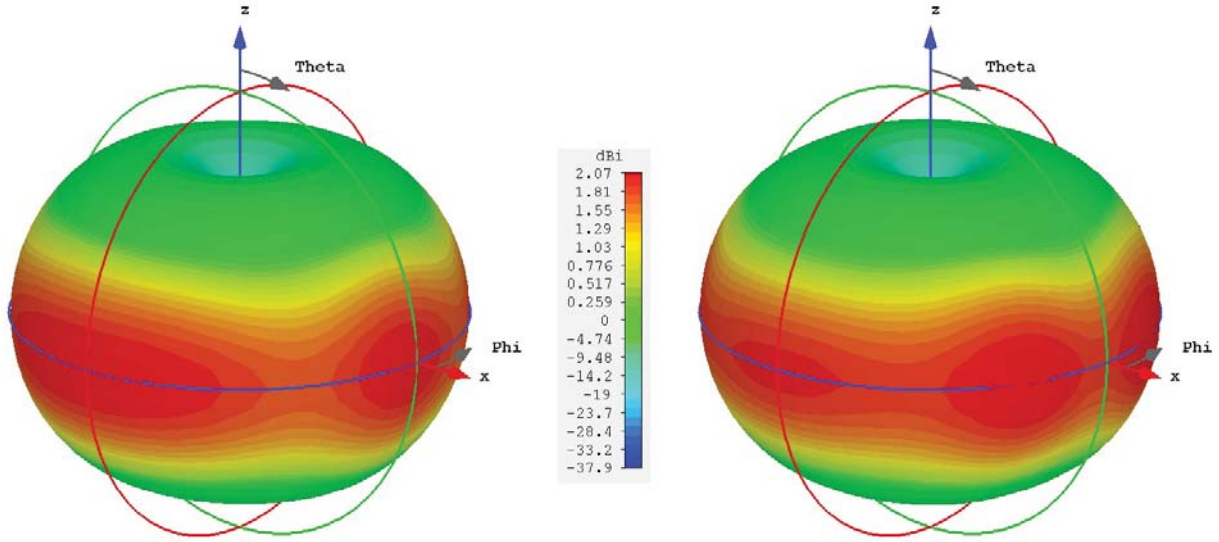 z
Theta
Phi
x
dBi
2.07
1.81
1.55
1.29
1.03
0.776
0.517
0.259
0
-4.74
-9.48
-14.2
-19
-23.7
-28.4
-33.2
-37.9
z
Theta
Phi
x